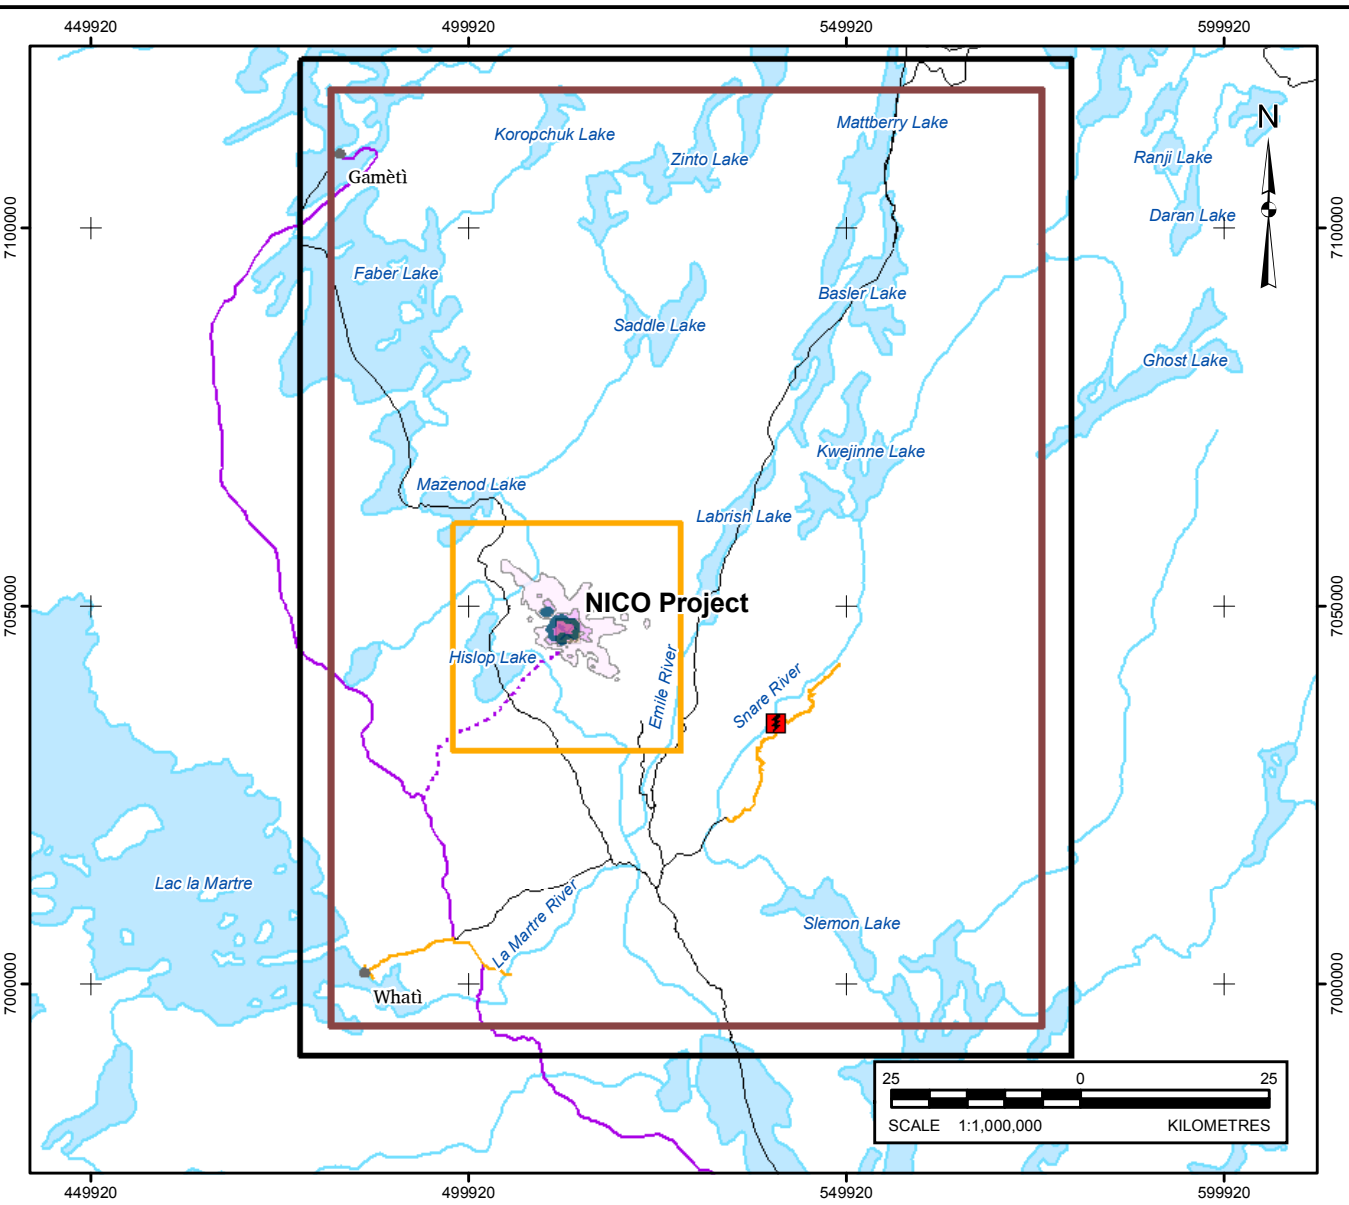 449920
499920
549920
599920
N
Mattberry Lake
Koropchuk Lake
Zinto Lake
Ranji Lake
Gamètì
Daran Lake
7100000
7100000
Faber Lake
Basler Lake
Saddle Lake
Ghost Lake
Kwejinne Lake
Mazenod Lake
Labrish Lake
NICO Project
7050000
7050000
Hislop Lake
Emile River
Snare River
Lac la Martre
La Martre River
Slemon Lake
Whatì
7000000
7000000
25 0 25
SCALE 1:1,000,000 KILOMETRES
449920
499920
549920
599920